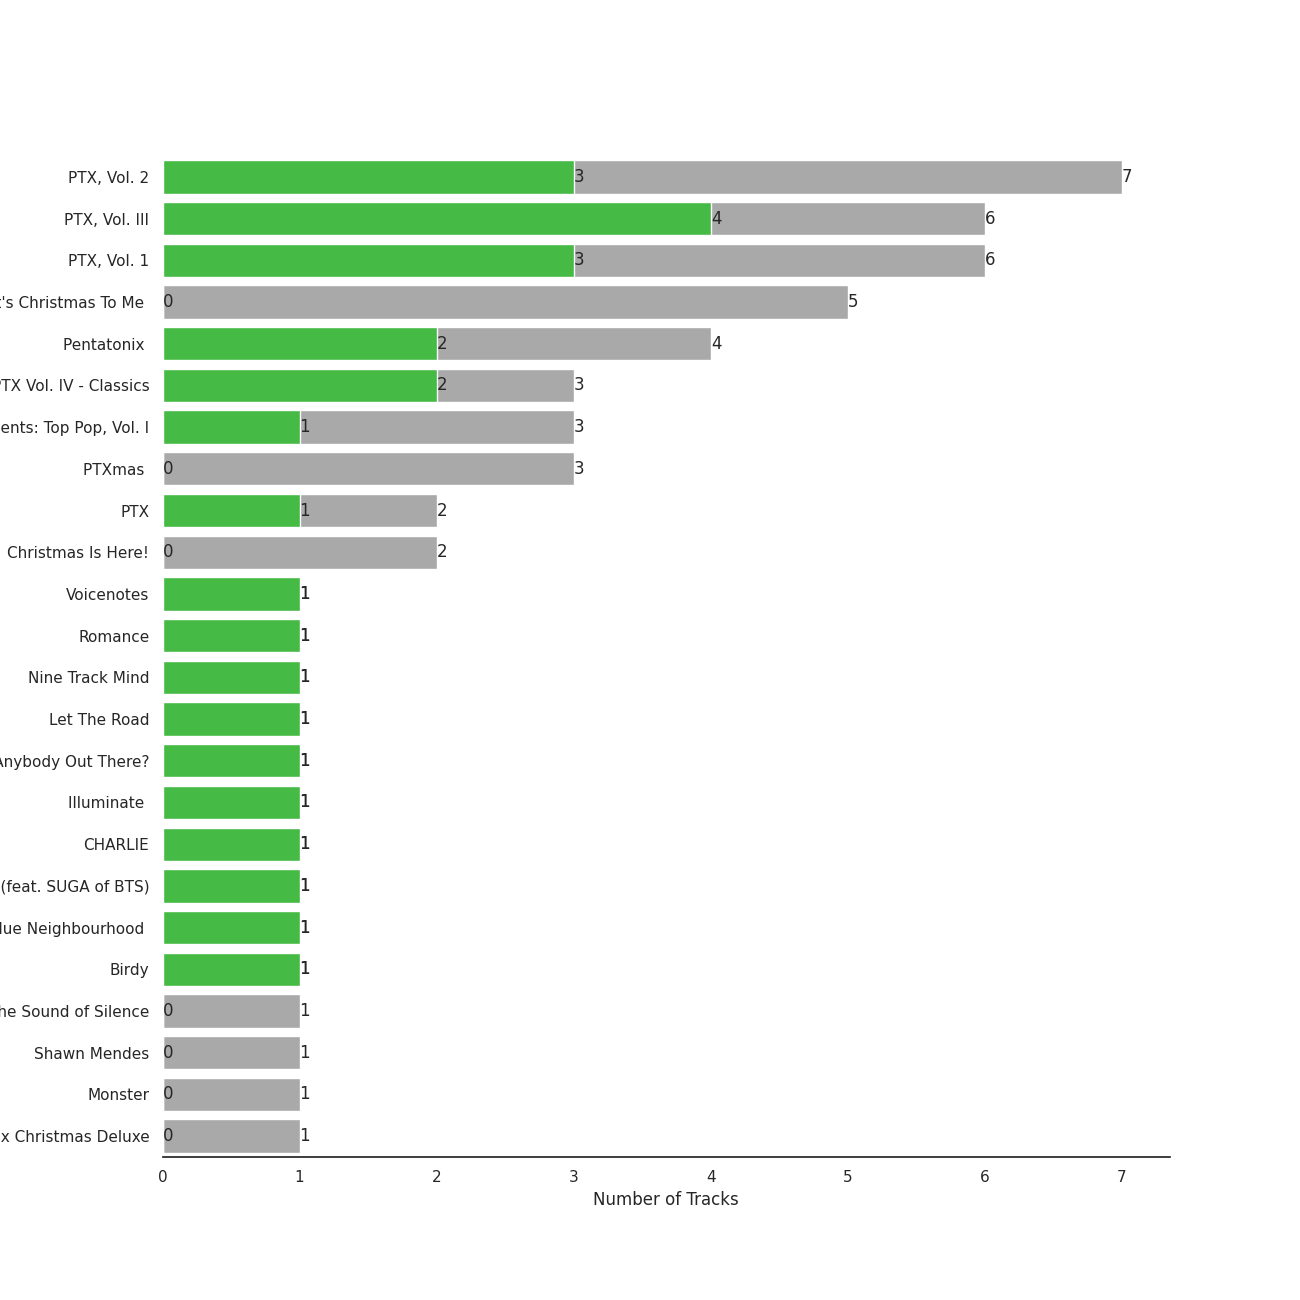 PTX, Vol. 2 3 7
PTX, Vol. III 4 6
PTX, Vol. 1 3 6
's Christmas To Me 0 5
Pentatonix 2 4
PTX Vol. IV - Classics 2 3
ents: Top Pop, Vol. I 1 3
PTXmas 0 3
PTX 1 2
Christmas Is Here! 0 2
Voicenotes 1
Romance 1
Nine Track Mind 1
Let The Road 1
Anybody Out There? 1
Illuminate 1
CHARLIE 1
(feat. SUGA of BTS) 1
lue Neighbourhood 1
Birdy 1
he Sound of Silence 0 1
Shawn Mendes 0 1
Monster 0 1
x Christmas Deluxe 0 1
0 1 2 3 4 5 6 7
Number of Tracks